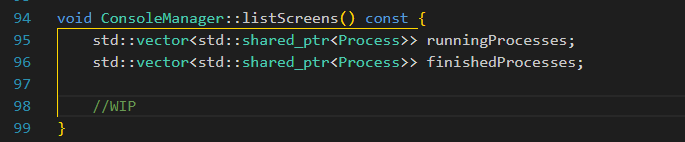 94 void ConsoleManager::listScreens() const {
95 std::vector<std::shared_ptr<Process>> runningProcesses;
96 std::vector<std::shared_ptr<Process>> finishedProcesses;
97
98 //WIP
99 }